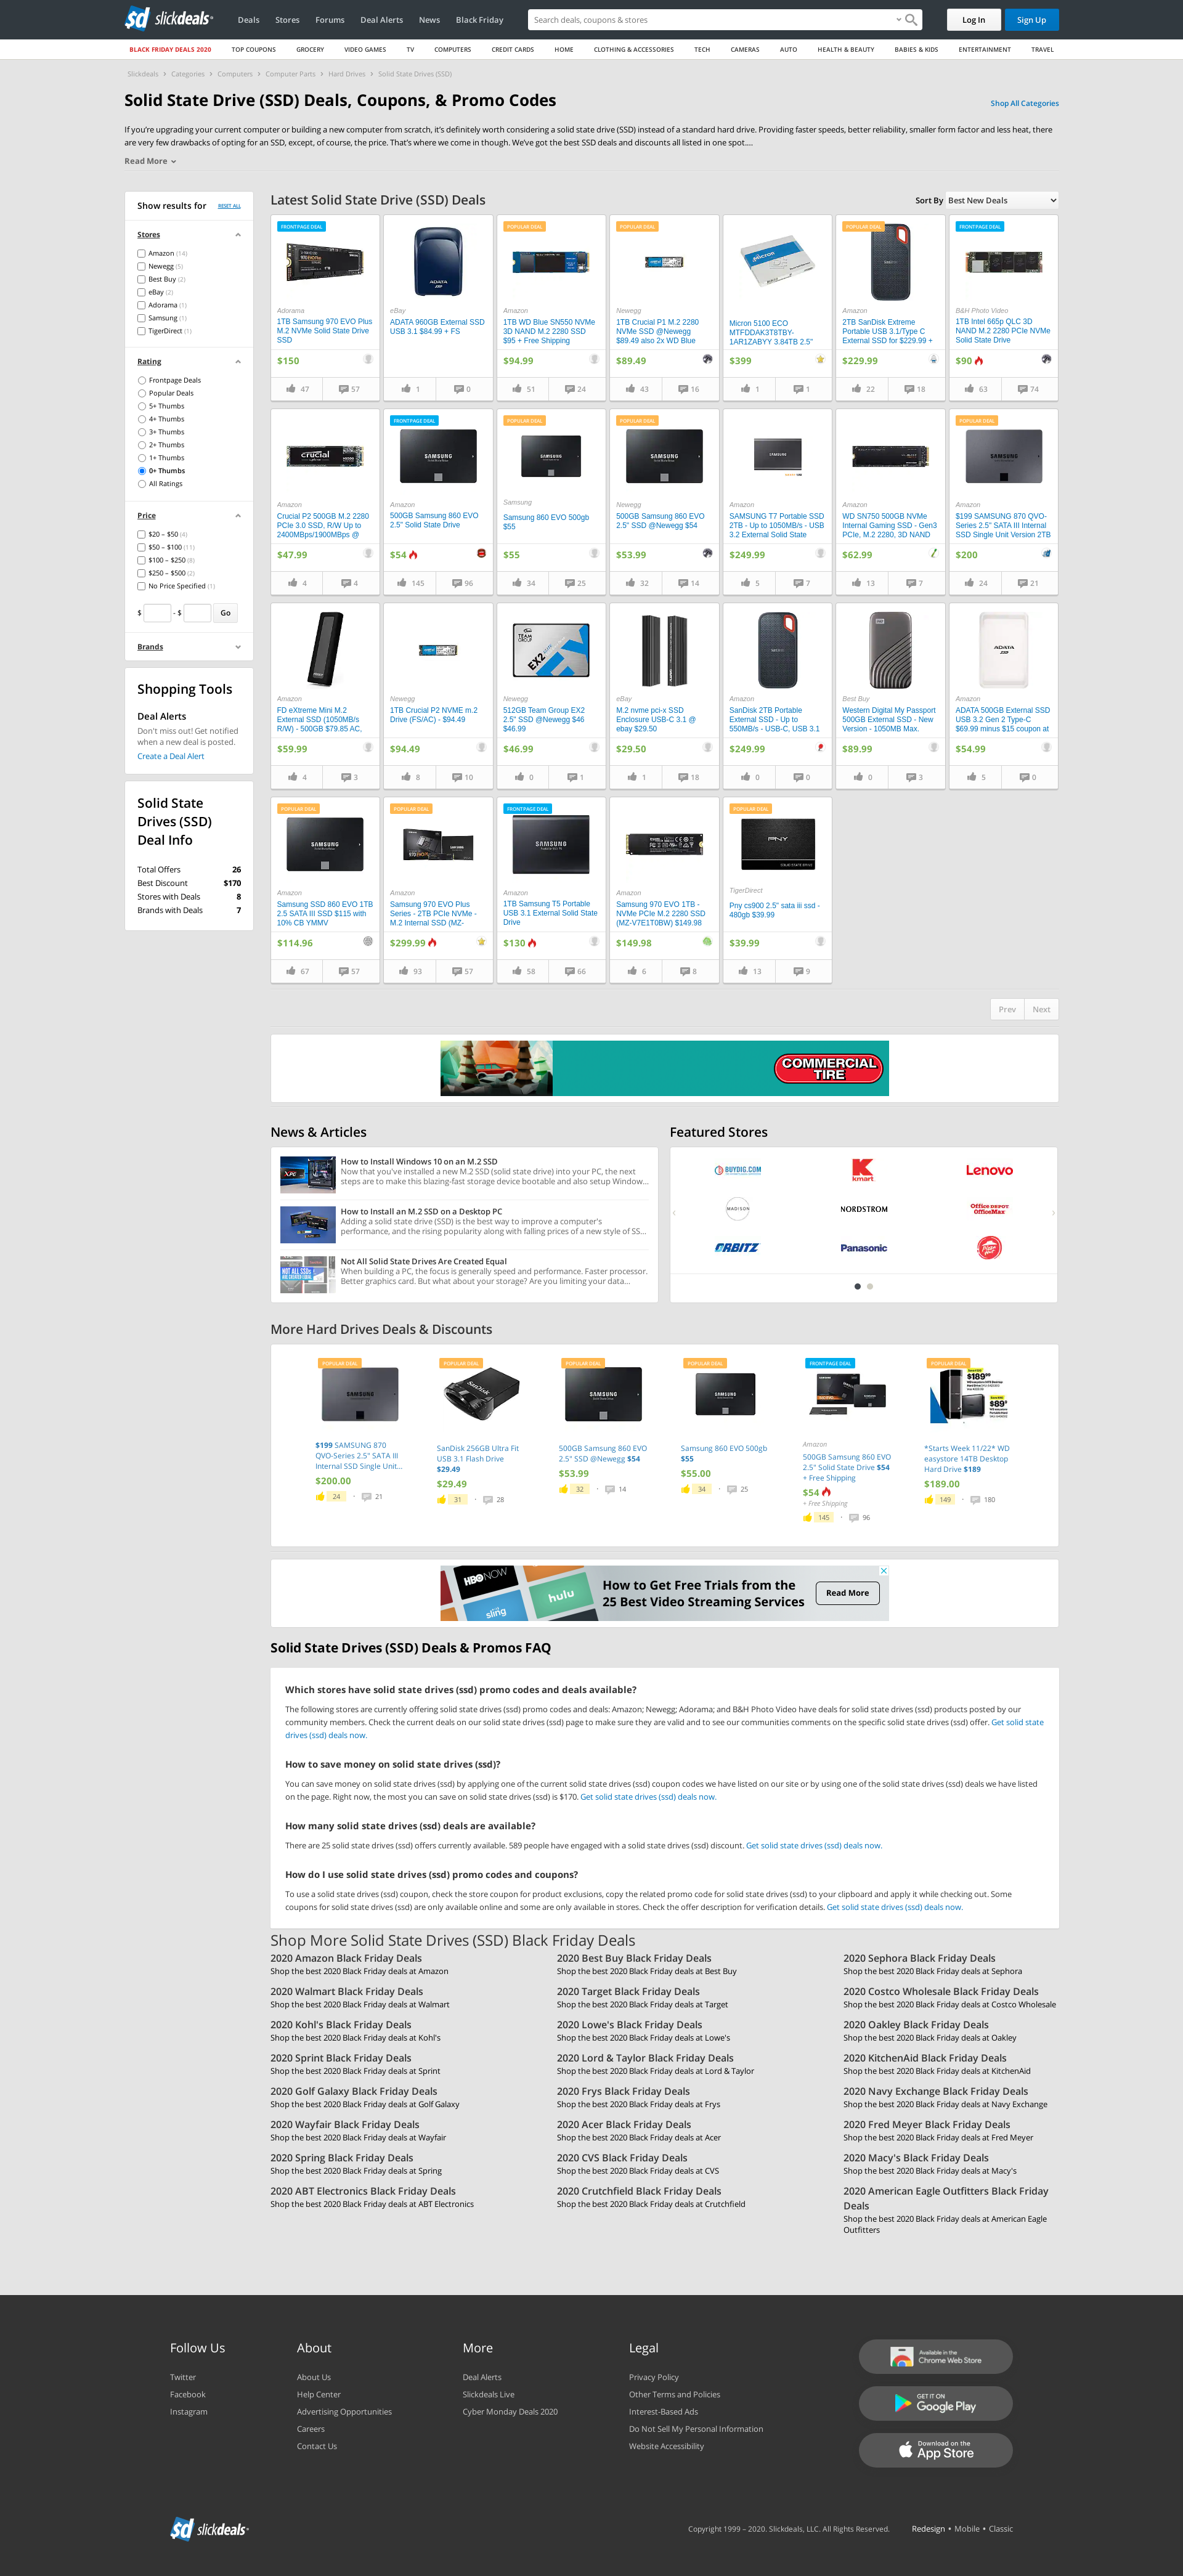 slickdeals
Deals
Stores
Forums
Deal Alerts
News
Black Friday
Search deals, coupons & stores
Log In
Sign Up
BLACK FRIDAY DEALS 2020
TOP COUPONS
GROCERY
VIDEO GAMES
TV
COMPUTERS
CREDIT CARDS
HOME
CLOTHING & ACCESSORIES
TECH
CAMERAS
AUTO
HEALTH & BEAUTY
BABIES & KIDS
ENTERTAINMENT
TRAVEL
Slickdeals > Categories > Computers > Computer Parts > Hard Drives > Solid State Drives (SSD)
Solid State Drive (SSD) Deals, Coupons, & Promo Codes
Shop All Categories
If you're upgrading your current computer or building a new computer from scratch, it's definitely worth considering a solid state drive (SSD) instead of a standard hard drive. Providing faster speeds, better reliability, smaller form factor and less heat, there
are very few drawbacks of opting for an SSD, except, of course, the price. That's where we come in though. We've got the best SSD deals and discounts all listed in one spot....
Read More
Show results for
RESET ALL
Stores
Amazon (14)
Newegg (5)
Best Buy (2)
eBay (2)
Adorama (1)
Samsung (1)
TigerDirect (1)
Rating
Frontpage Deals
Popular Deals
5+ Thumbs
4+ Thumbs
3+ Thumbs
2+ Thumbs
1+ Thumbs
0+ Thumbs
All Ratings
Price
$20 – $50 (4)
$50 – $100 (11)
$100 – $250 (8)
$250 – $500 (2)
No Price Specified (1)
$ - $ Go
Brands
Shopping Tools
Deal Alerts
Don't miss out! Get notified
when a new deal is posted.
Create a Deal Alert
Solid State
Drives (SSD)
Deal Info
Total Offers 26
Best Discount $170
Stores with Deals 8
Brands with Deals 7
Latest Solid State Drive (SSD) Deals
Sort By Best New Deals
FRONTPAGE DEAL
Adorama
1TB Samsung 970 EVO Plus
M.2 NVMe Solid State Drive
SSD
$150
47 57
ADATA
eBay
ADATA 960GB External SSD
USB 3.1 $84.99 + FS
$84.99
1 0
POPULAR DEAL
Amazon
1TB WD Blue SN550 NVMe
3D NAND M.2 2280 SSD
$95 + Free Shipping
$94.99
51 24
POPULAR DEAL
Newegg
1TB Crucial P1 M.2 2280
NVMe SSD @Newegg
$89.49 also 2x WD Blue
$89.49
43 16
Micron
Micron 5100 ECO
MTFDDAK3T8TBY-
1AR1ZABYY 3.84TB 2.5"
$399
1 1
POPULAR DEAL
Amazon
2TB SanDisk Extreme
Portable USB 3.1/Type C
External SSD for $229.99 +
$229.99
22 18
FRONTPAGE DEAL
B&H Photo Video
1TB Intel 665p QLC 3D
NAND M.2 2280 PCIe NVMe
Solid State Drive
$90
63 74
crucial
Amazon
Crucial P2 500GB M.2 2280
PCIe 3.0 SSD, R/W Up to
2400MBps/1900MBps @
$47.99
4 4
FRONTPAGE DEAL
SAMSUNG
Amazon
500GB Samsung 860 EVO
2.5" Solid State Drive
$54
145 96
POPULAR DEAL
SAMSUNG
Samsung
Samsung 860 EVO 500gb
$55
$55
34 25
POPULAR DEAL
SAMSUNG
Newegg
500GB Samsung 860 EVO
2.5" SSD @Newegg $54
$53.99
32 14
SAMSUNG
Amazon
SAMSUNG T7 Portable SSD
2TB - Up to 1050MB/s - USB
3.2 External Solid State
$249.99
5 7
Amazon
WD SN750 500GB NVMe
Internal Gaming SSD - Gen3
PCIe, M.2 2280, 3D NAND
$62.99
13 7
POPULAR DEAL
SAMSUNG
Amazon
$199 SAMSUNG 870 QVO-
Series 2.5" SATA III Internal
SSD Single Unit Version 2TB
$200
24 21
Amazon
FD eXtreme Mini M.2
External SSD (1050MB/s
R/W) - 500GB $79.85 AC,
$59.99
4 3
Newegg
1TB Crucial P2 NVME m.2
Drive (FS/AC) - $94.49
$94.49
8 10
TEAM GROUP
EX2
Newegg
512GB Team Group EX2
2.5" SSD @Newegg $46
$46.99
$46.99
0 1
eBay
M.2 nvme pci-x SSD
Enclosure USB-C 3.1 @
ebay $29.50
$29.50
1 18
Amazon
SanDisk 2TB Portable
External SSD - Up to
550MB/s - USB-C, USB 3.1
$249.99
0 0
Best Buy
Western Digital My Passport
500GB External SSD - New
Version - 1050MB Max.
$89.99
0 3
ADATA
Amazon
ADATA 500GB External SSD
USB 3.2 Gen 2 Type-C
$69.99 minus $15 coupon at
$54.99
5 0
POPULAR DEAL
SAMSUNG
Amazon
Samsung SSD 860 EVO 1TB
2.5 SATA III SSD $115 with
10% CB YMMV
$114.96
67 57
POPULAR DEAL
Amazon
Samsung 970 EVO Plus
Series - 2TB PCIe NVMe -
M.2 Internal SSD (MZ-
$299.99
93 57
FRONTPAGE DEAL
SAMSUNG
Amazon
1TB Samsung T5 Portable
USB 3.1 External Solid State
Drive
$130
58 66
Amazon
Samsung 970 EVO 1TB -
NVMe PCIe M.2 2280 SSD
(MZ-V7E1T0BW) $149.98
$149.98
6 8
POPULAR DEAL
PNY
TigerDirect
Pny cs900 2.5" sata iii ssd -
480gb $39.99
$39.99
13 9
Prev Next
COMMERCIAL TIRE
News & Articles
How to Install Windows 10 on an M.2 SSD
Now that you've installed a new M.2 SSD (solid state drive) into your PC, the next
steps are to make this blazing-fast storage device bootable and also setup Window...
How to Install an M.2 SSD on a Desktop PC
Adding a solid state drive (SSD) is the best way to improve a computer's
performance, and the rising popularity along with falling prices of a new style of SS...
Not All Solid State Drives Are Created Equal
When building a PC, the focus is generally speed and performance. Faster processor.
Better graphics card. But what about your storage? Are you limiting your data...
Featured Stores
BUYDIG.COM
kmart
Lenovo
MADISON
NORDSTROM
Office DEPOT
OfficeMax
ORBITZ
Panasonic
Pizza Hut
More Hard Drives Deals & Discounts
POPULAR DEAL
SAMSUNG
$199 SAMSUNG 870
QVO-Series 2.5" SATA III
Internal SSD Single Unit...
$200.00
24 · 21
POPULAR DEAL
SanDisk
SanDisk 256GB Ultra Fit
USB 3.1 Flash Drive
$29.49
$29.49
31 · 28
POPULAR DEAL
SAMSUNG
500GB Samsung 860 EVO
2.5" SSD @Newegg $54
$53.99
32 · 14
POPULAR DEAL
SAMSUNG
Samsung 860 EVO 500gb
$55
$55.00
34 · 25
FRONTPAGE DEAL
Amazon
500GB Samsung 860 EVO
2.5" Solid State Drive $54
+ Free Shipping
$54
+ Free Shipping
145 · 96
POPULAR DEAL
$189⁹⁹
$89⁹
*Starts Week 11/22* WD
easystore 14TB Desktop
Hard Drive $189
$189.00
149 · 180
HBO NOW
sling
hulu
How to Get Free Trials from the
25 Best Video Streaming Services
Read More
Solid State Drives (SSD) Deals & Promos FAQ
Which stores have solid state drives (ssd) promo codes and deals available?
The following stores are currently offering solid state drives (ssd) promo codes and deals: Amazon; Newegg; Adorama; and B&H Photo Video have deals for solid state drives (ssd) products posted by our
community members. Check the current deals on our solid state drives (ssd) page to make sure they are valid and to see our communities comments on the specific solid state drives (ssd) offer. Get solid state
drives (ssd) deals now.
How to save money on solid state drives (ssd)?
You can save money on solid state drives (ssd) by applying one of the current solid state drives (ssd) coupon codes we have listed on our site or by using one of the solid state drives (ssd) deals we have listed
on the page. Right now, the most you can save on solid state drives (ssd) is $170. Get solid state drives (ssd) deals now.
How many solid state drives (ssd) deals are available?
There are 25 solid state drives (ssd) offers currently available. 589 people have engaged with a solid state drives (ssd) discount. Get solid state drives (ssd) deals now.
How do I use solid state drives (ssd) promo codes and coupons?
To use a solid state drives (ssd) coupon, check the store coupon for product exclusions, copy the related promo code for solid state drives (ssd) to your clipboard and apply it while checking out. Some
coupons for solid state drives (ssd) are only available online and some are only available in stores. Check the offer description for verification details. Get solid state drives (ssd) deals now.
Shop More Solid State Drives (SSD) Black Friday Deals
2020 Amazon Black Friday Deals
Shop the best 2020 Black Friday deals at Amazon
2020 Best Buy Black Friday Deals
Shop the best 2020 Black Friday deals at Best Buy
2020 Sephora Black Friday Deals
Shop the best 2020 Black Friday deals at Sephora
2020 Walmart Black Friday Deals
Shop the best 2020 Black Friday deals at Walmart
2020 Target Black Friday Deals
Shop the best 2020 Black Friday deals at Target
2020 Costco Wholesale Black Friday Deals
Shop the best 2020 Black Friday deals at Costco Wholesale
2020 Kohl's Black Friday Deals
Shop the best 2020 Black Friday deals at Kohl's
2020 Lowe's Black Friday Deals
Shop the best 2020 Black Friday deals at Lowe's
2020 Oakley Black Friday Deals
Shop the best 2020 Black Friday deals at Oakley
2020 Sprint Black Friday Deals
Shop the best 2020 Black Friday deals at Sprint
2020 Lord & Taylor Black Friday Deals
Shop the best 2020 Black Friday deals at Lord & Taylor
2020 KitchenAid Black Friday Deals
Shop the best 2020 Black Friday deals at KitchenAid
2020 Golf Galaxy Black Friday Deals
Shop the best 2020 Black Friday deals at Golf Galaxy
2020 Frys Black Friday Deals
Shop the best 2020 Black Friday deals at Frys
2020 Navy Exchange Black Friday Deals
Shop the best 2020 Black Friday deals at Navy Exchange
2020 Wayfair Black Friday Deals
Shop the best 2020 Black Friday deals at Wayfair
2020 Acer Black Friday Deals
Shop the best 2020 Black Friday deals at Acer
2020 Fred Meyer Black Friday Deals
Shop the best 2020 Black Friday deals at Fred Meyer
2020 Spring Black Friday Deals
Shop the best 2020 Black Friday deals at Spring
2020 CVS Black Friday Deals
Shop the best 2020 Black Friday deals at CVS
2020 Macy's Black Friday Deals
Shop the best 2020 Black Friday deals at Macy's
2020 ABT Electronics Black Friday Deals
Shop the best 2020 Black Friday deals at ABT Electronics
2020 Crutchfield Black Friday Deals
Shop the best 2020 Black Friday deals at Crutchfield
2020 American Eagle Outfitters Black Friday
Deals
Shop the best 2020 Black Friday deals at American Eagle
Outfitters
Follow Us
Twitter
Facebook
Instagram
About
About Us
Help Center
Advertising Opportunities
Careers
Contact Us
More
Deal Alerts
Slickdeals Live
Cyber Monday Deals 2020
Legal
Privacy Policy
Other Terms and Policies
Interest-Based Ads
Do Not Sell My Personal Information
Website Accessibility
Available in the
Chrome Web Store
GET IT ON
Google Play
Download on the
App Store
slickdeals
Copyright 1999 – 2020. Slickdeals, LLC. All Rights Reserved.
Redesign • Mobile • Classic